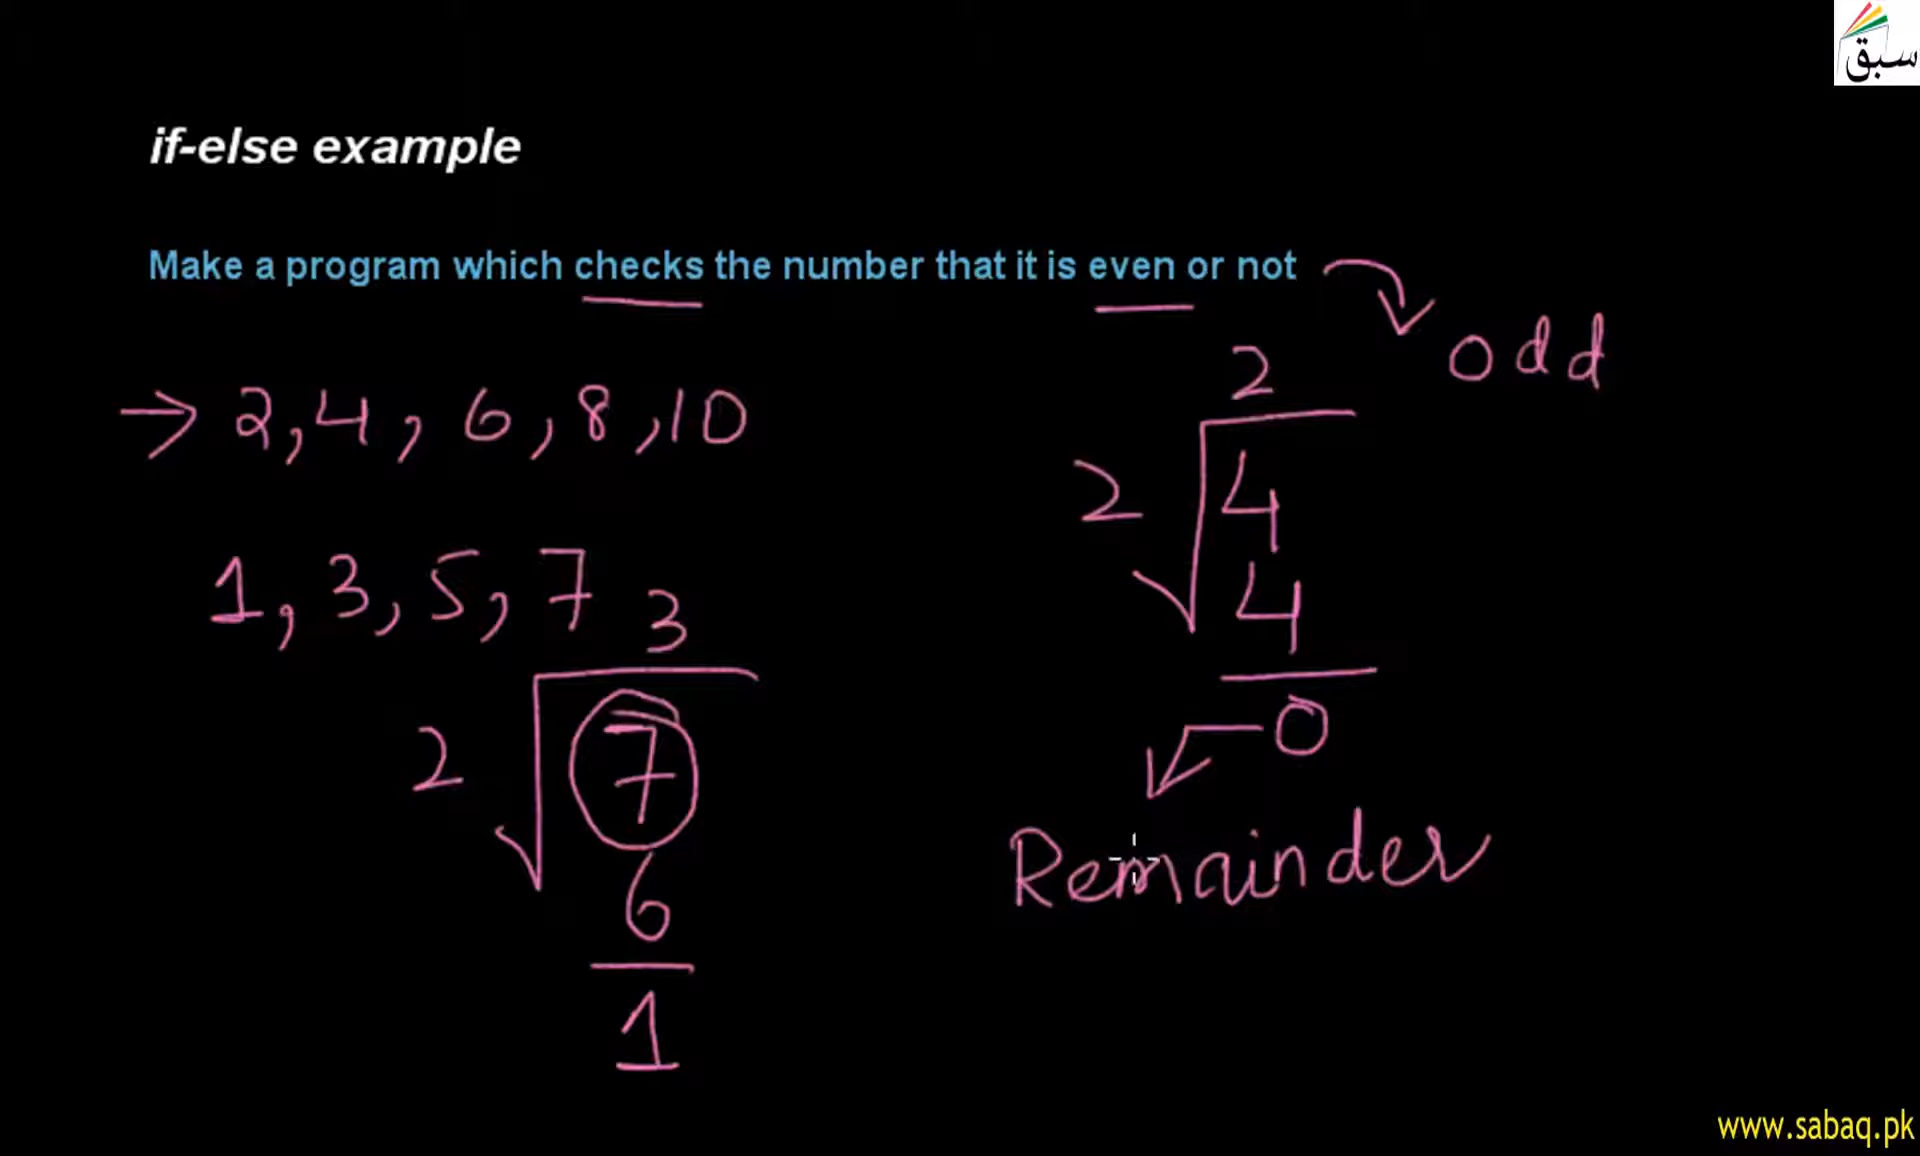 سبق
if-else example
Make a program which checks the number that it is even or not
odd
→ 2, 4, 6, 8, 10
1, 3, 5, 7
2
2 4
4
0
Remainder
3
2 7
6
1
www.sabaq.pk